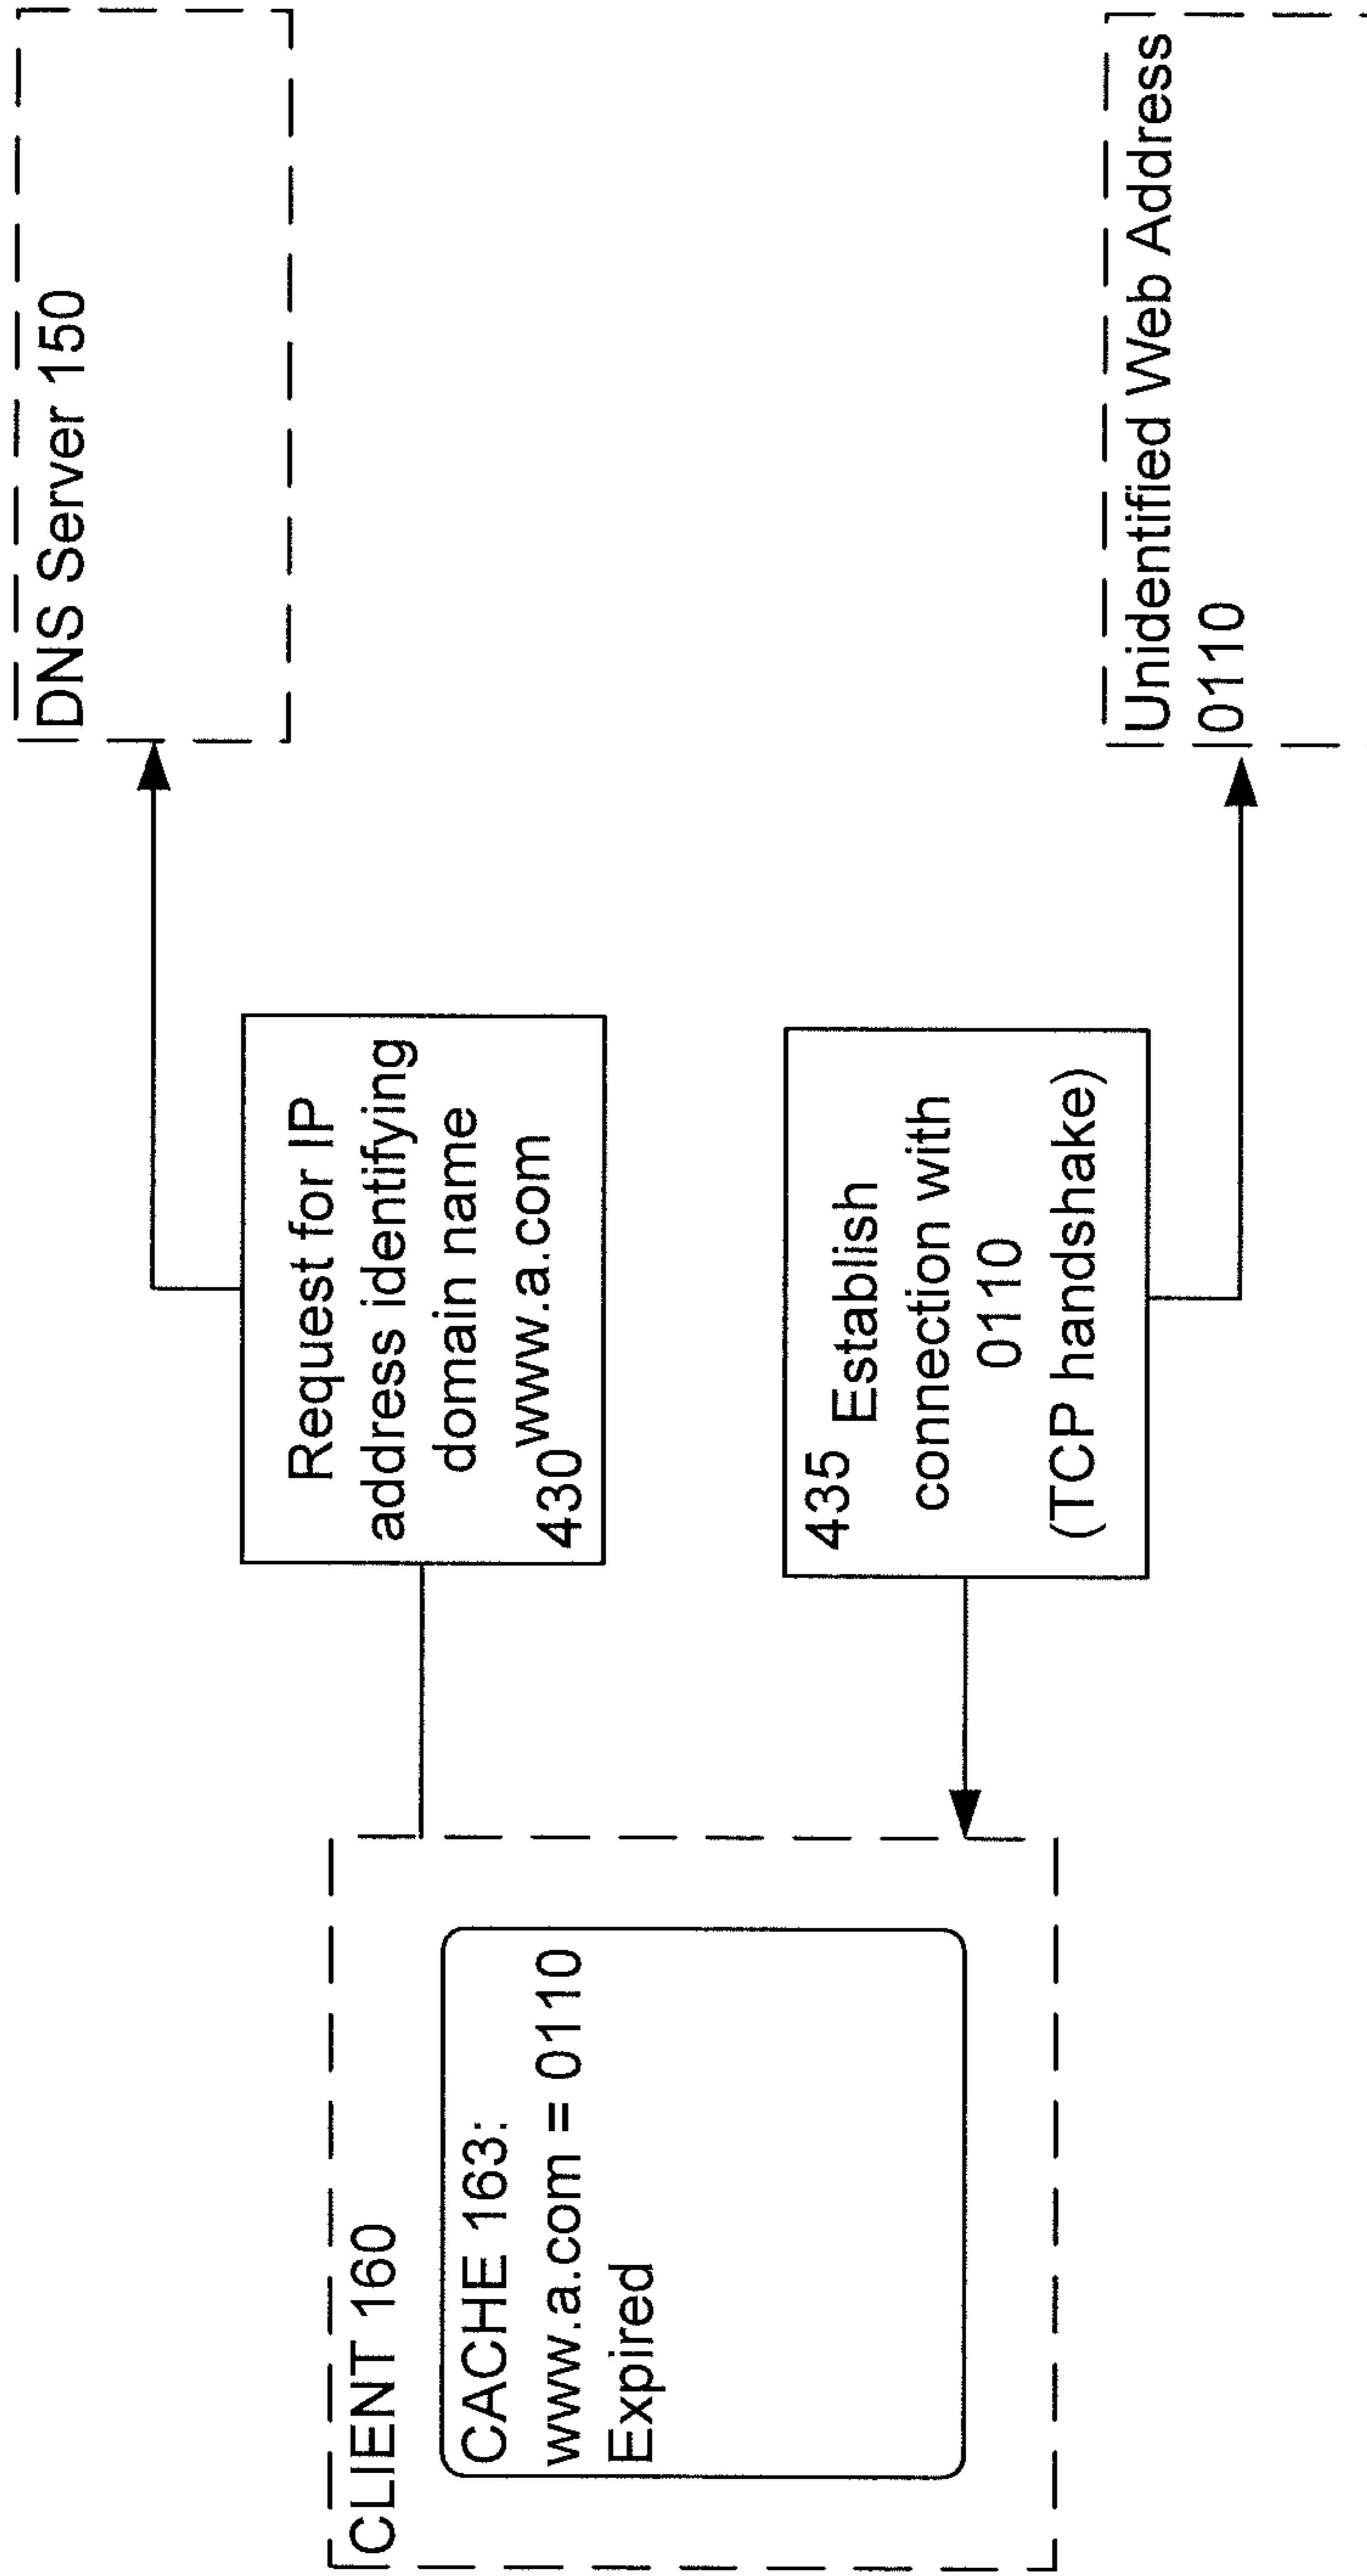 DNS Server 150
CLIENT 160
CACHE 163:
www.a.com = 0110
Expired
Request for IP
address identifying
domain name
www.a.com
430
435
Establish
connection with
0110
(TCP handshake)
Unidentified Web Address
0110